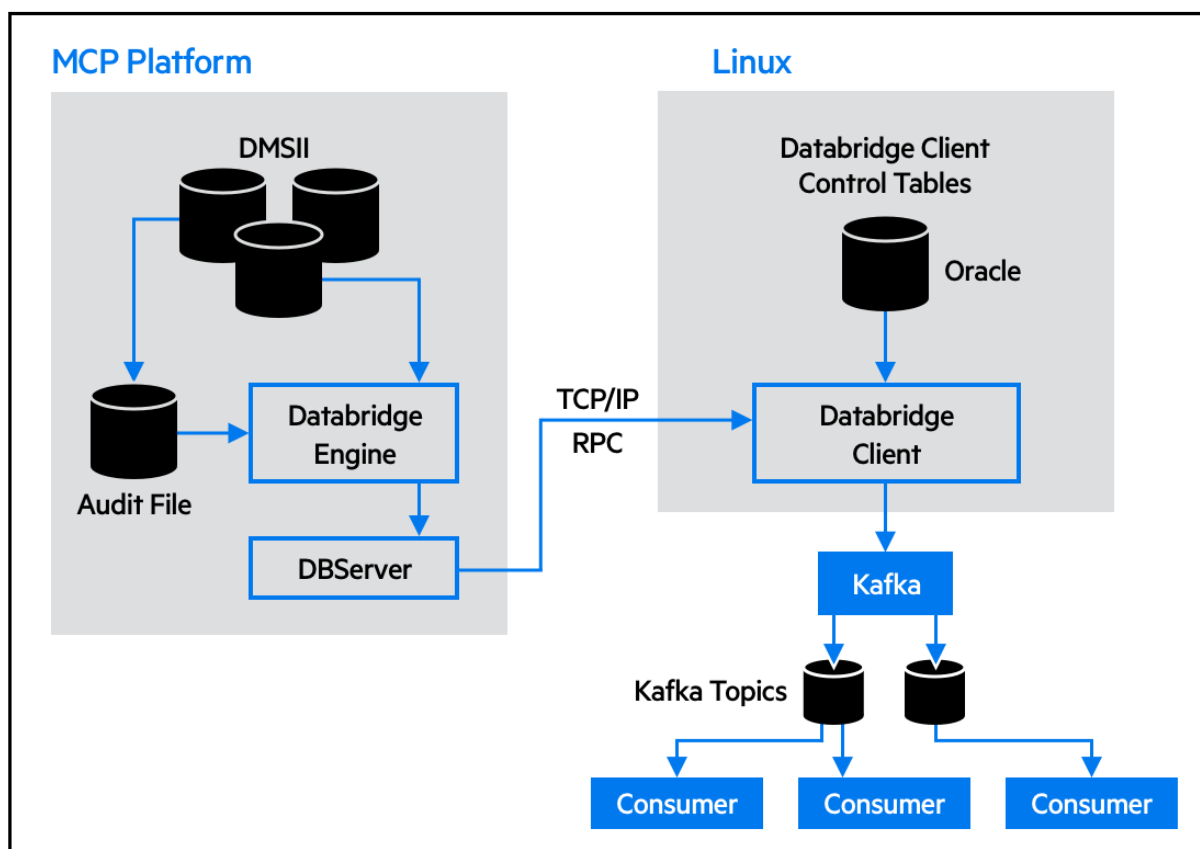 MCP Platform
Linux
DMSII
Databridge Client
Control Tables
Oracle
Audit File
Databridge
Engine
DBServer
TCP/IP
RPC
Databridge
Client
Kafka
Kafka Topics
Consumer
Consumer
Consumer